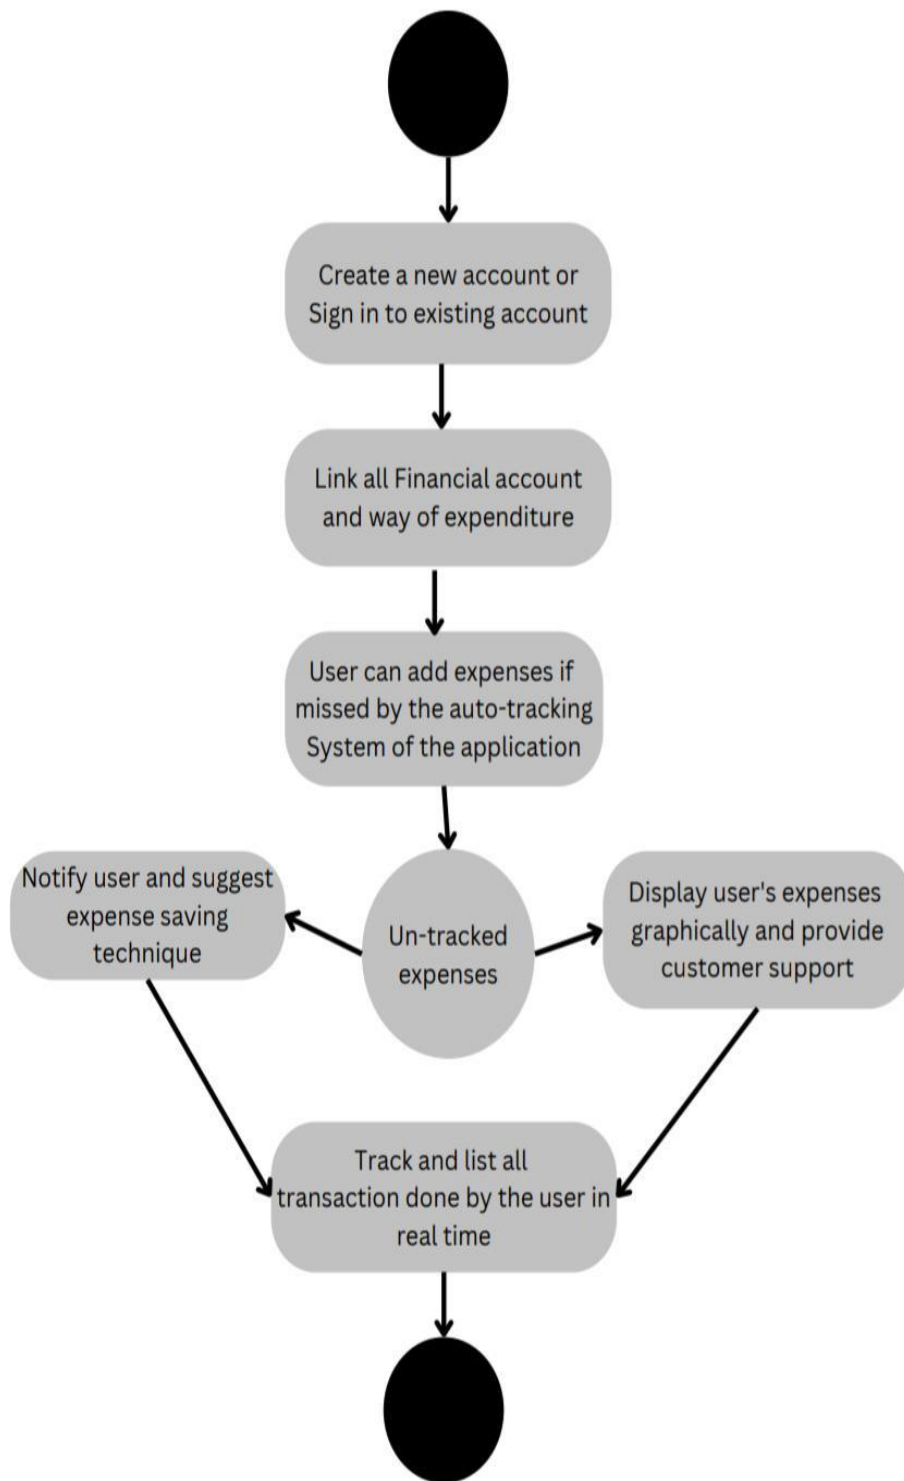 Create a new account or
Sign in to existing account
Link all Financial account
and way of expenditure
User can add expenses if
missed by the auto-tracking
System of the application
Notify user and suggest
expense saving
technique
Un-tracked
expenses
Display user's expenses
graphically and provide
customer support
Track and list all
transaction done by the user in
real time